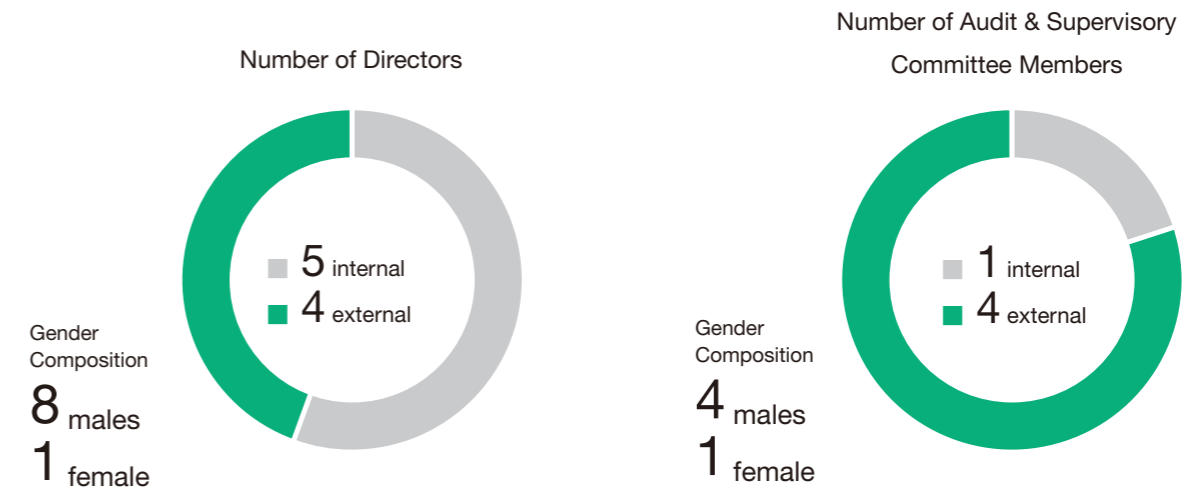 Number of Directors
5 internal
4 external
Gender
Composition
8 males
1 female
Number of Audit & Supervisory
Committee Members
1 internal
4 external
Gender
Composition
4 males
1 female